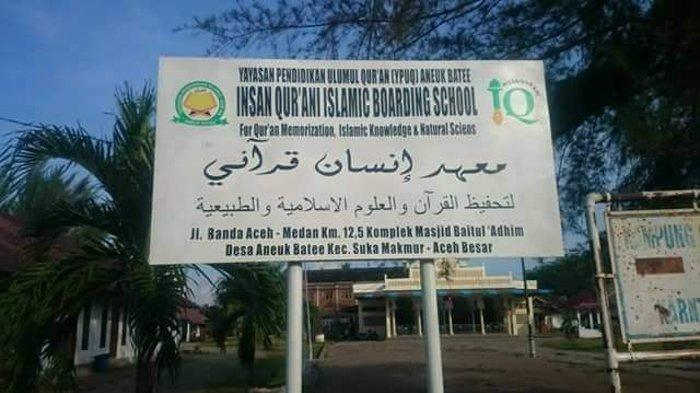 YAYASAN PENDIDIKAN ULUMUL QUR'AN (YPUQ) ANEUK BATEE
INSAN QUR'ANI ISLAMIC BOARDING SCHOOL
For Qur'an Memorization, Islamic Knowledge & Natural Sciens
معهد إنسان قرآني
لتحفيظ القرآن والعلوم الاسلامية والطبيعية
Jl. Banda Aceh - Medan Km. 12,5 Komplek Masjid Baitul 'Adhim
Desa Aneuk Batee Kec. Suka Makmur - Aceh Besar
IQ